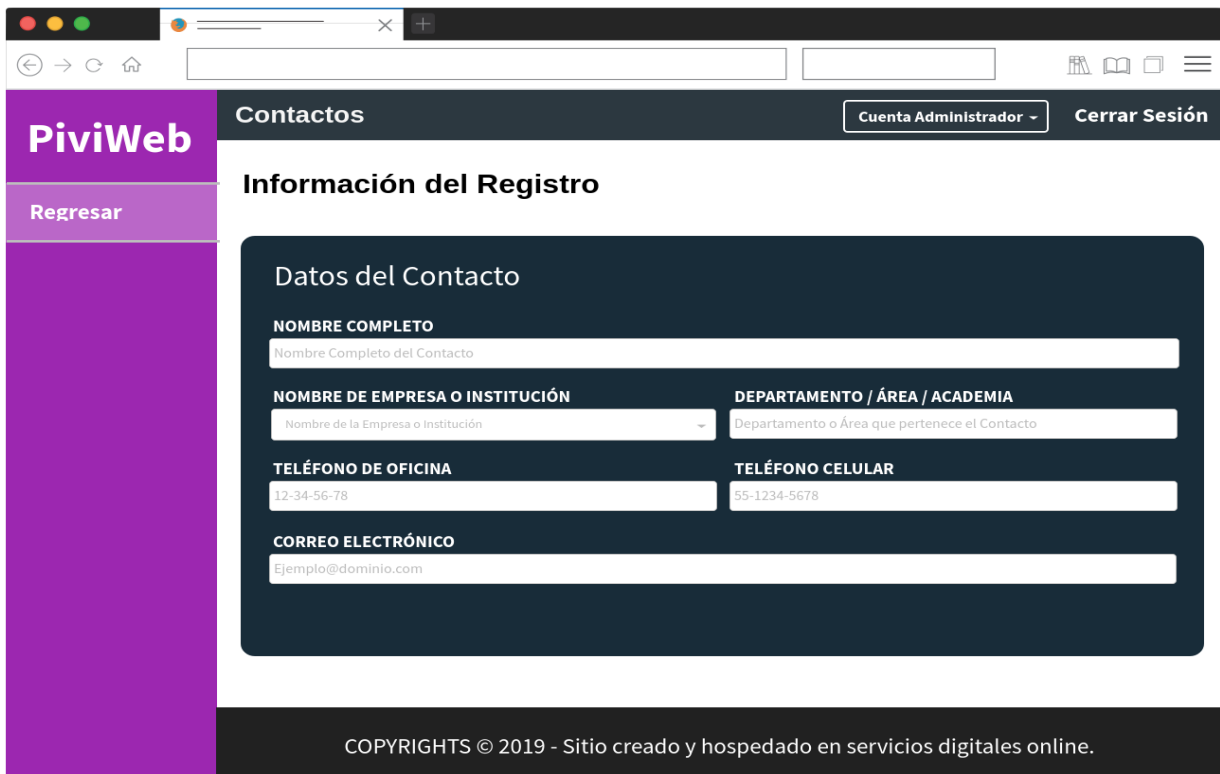 PiviWeb
Regresar
Contactos
Cuenta Administrador
Cerrar Sesión
Información del Registro
Datos del Contacto
NOMBRE COMPLETO
Nombre Completo del Contacto
NOMBRE DE EMPRESA O INSTITUCIÓN
Nombre de la Empresa o Institución
DEPARTAMENTO / ÁREA / ACADEMIA
Departamento o Área que pertenece el Contacto
TELÉFONO DE OFICINA
12-34-56-78
TELÉFONO CELULAR
55-1234-5678
CORREO ELECTRÓNICO
Ejemplo@dominio.com
COPYRIGHTS © 2019 - Sitio creado y hospedado en servicios digitales online.